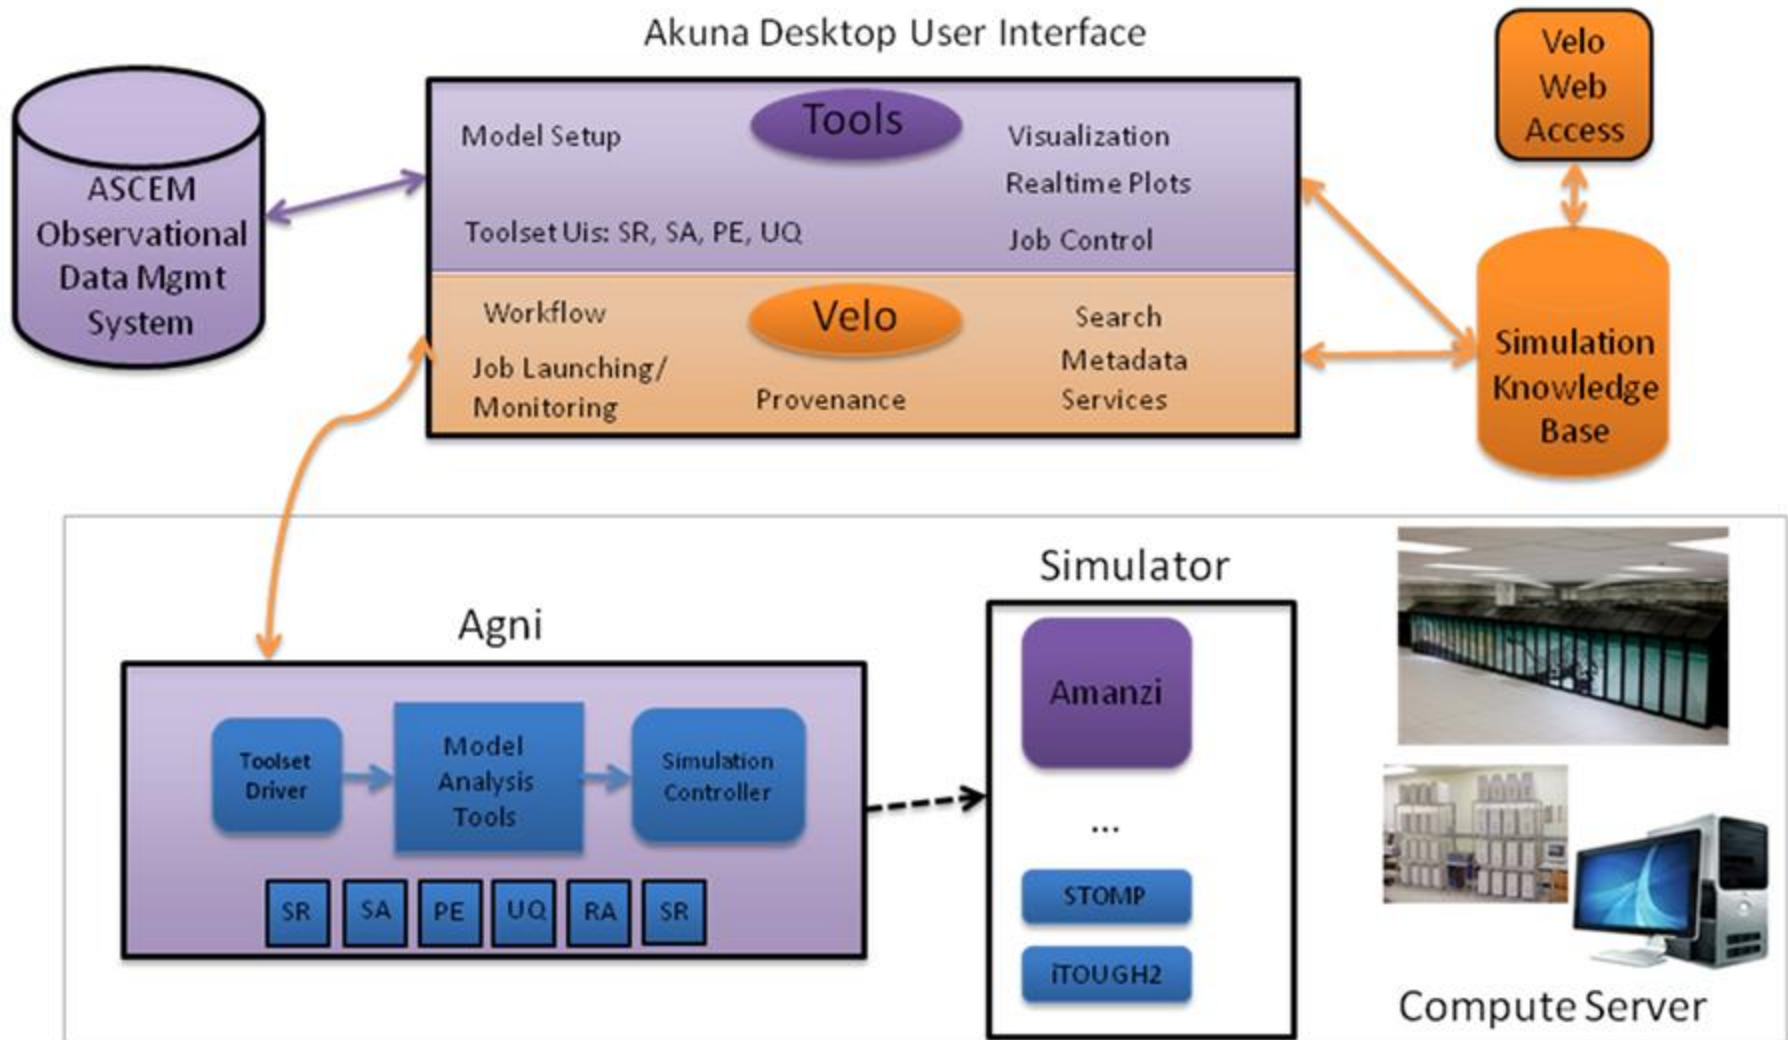 Akuna Desktop User Interface
ASCEM
Observational
Data Mgmt
System
Tools
Model Setup
Visualization
Realtime Plots
Toolset Uis: SR, SA, PE, UQ
Job Control
Velo
Workflow
Job Launching/
Monitoring
Provenance
Search
Metadata
Services
Velo
Web
Access
Simulation
Knowledge
Base
Agni
Toolset
Driver
Model
Analysis
Tools
Simulation
Controller
SR
SA
PE
UQ
RA
SR
Simulator
Amanzi
...
STOMP
iTOUGH2
Compute Server